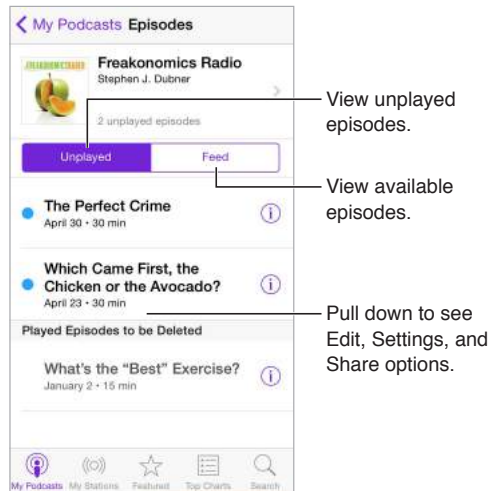 My Podcasts Episodes
FREAKONOMICS RADIO
Freakonomics Radio
Stephen J. Dubner
2 unplayed episodes
Unplayed Feed
The Perfect Crime
April 30 • 30 min
Which Came First, the
Chicken or the Avocado?
April 23 • 30 min
Played Episodes to be Deleted
What's the “Best” Exercise?
January 2 • 15 min
My Podcasts My Stations Featured Top Charts Search
View unplayed
episodes.
View available
episodes.
Pull down to see
Edit, Settings, and
Share options.